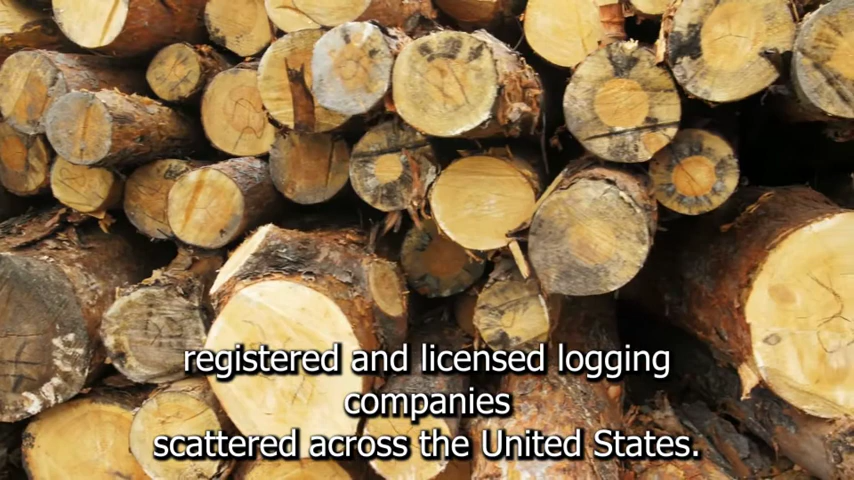 registered and licensed logging
companies
scattered across the United States.